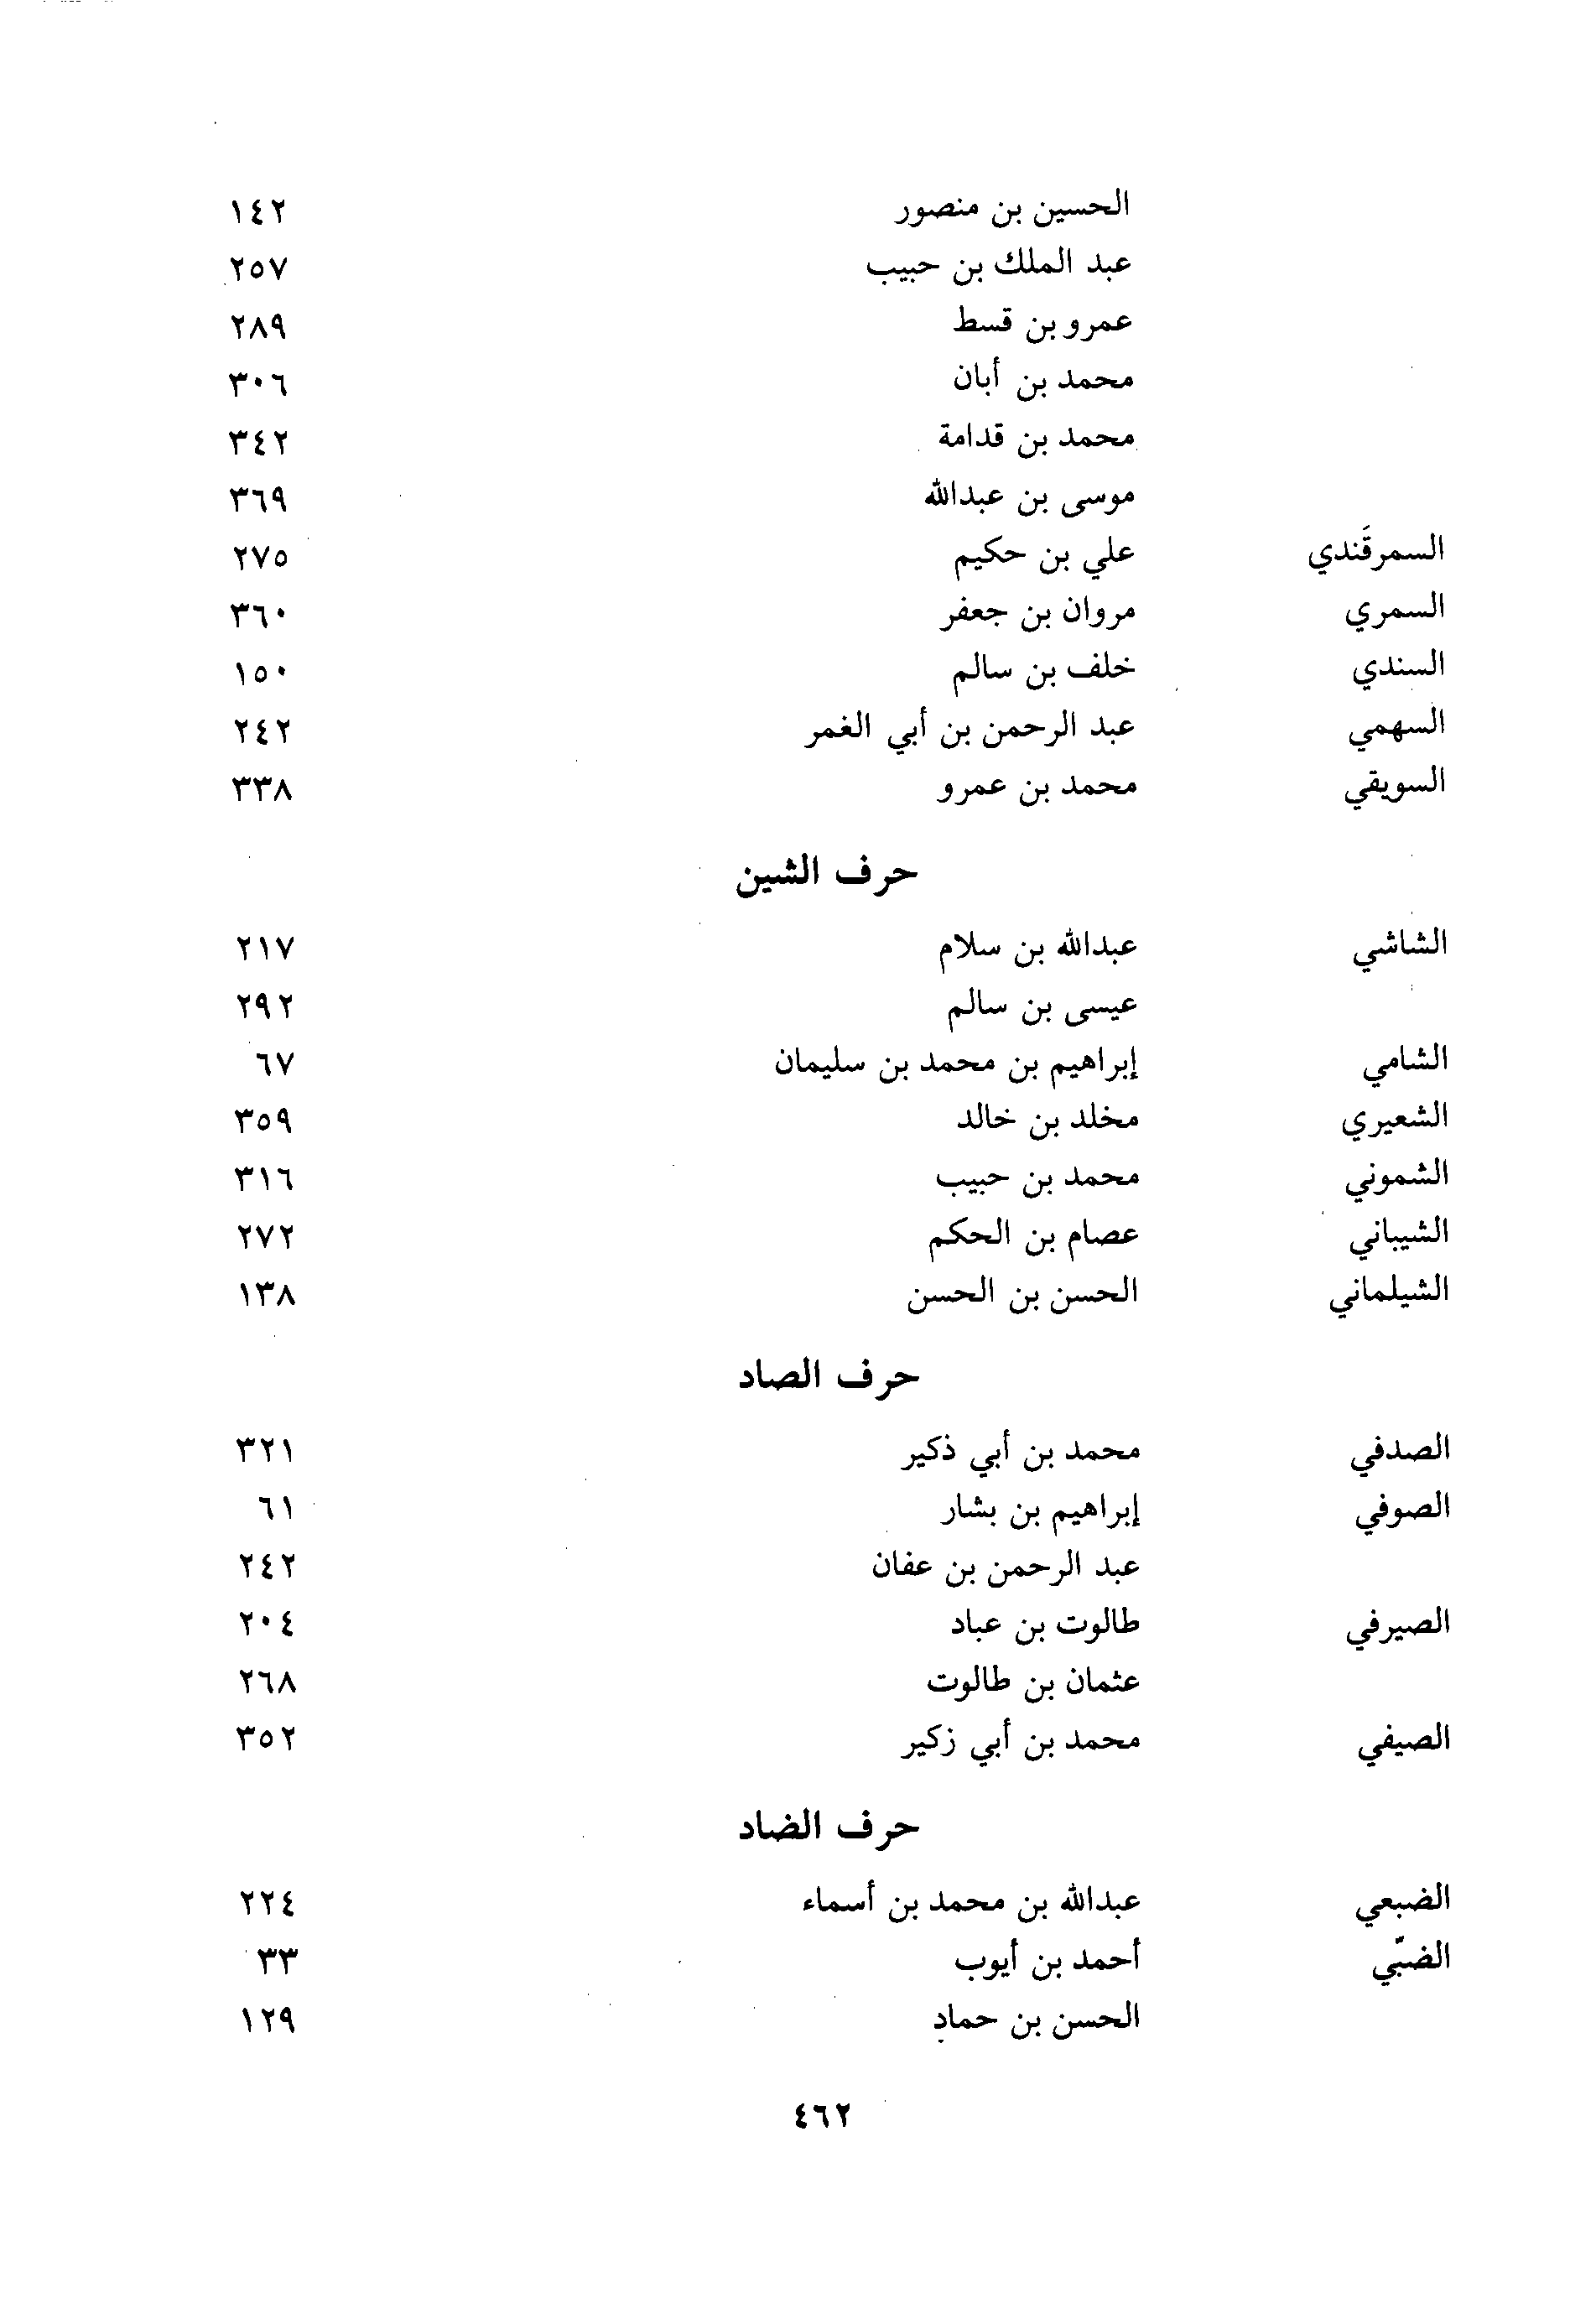 الحسين بن منصور ١٤٢
عبد الملك بن حبيب ٢٥٧
عمرو بن قسط ٢٨٩
محمد بن أبان ٣٠٦
محمد بن قدامة ٣٤٢
موسى بن عبدالله ٣٦٩
السمرقَندي علي بن حكيم ٢٧٥
السمري مروان بن جعفر ٣٦٠
السندي خلف بن سالم ١٥٠
السهمي عبد الرحمن بن أبي الغمر ٢٤٢
السويقي محمد بن عمرو ٣٣٨
حرف الشين
الشاشي عبدالله بن سلام ٢١٧
عيسى بن سالم ٢٩٢
الشامي إبراهيم بن محمد بن سليمان ٦٧
الشعيري مخلد بن خالد ٣٥٩
الشموني محمد بن حبيب ٣١٦
الشيباني عصام بن الحكم ٢٧٢
الشيلماني الحسن بن الحسن ١٣٨
حرف الصاد
الصدفي محمد بن أبي ذكير ٣٢١
الصوفي إبراهيم بن بشار ٦١
عبد الرحمن بن عفان ٢٤٢
الصيرفي طالوت بن عباد ٢٠٤
عثمان بن طالوت ٢٦٨
الصيفي محمد بن أبي زكير ٣٥٢
حرف الضاد
الضبعي عبدالله بن محمد بن أسماء ٢٢٤
الضبّي أحمد بن أيوب ٣٣
الحسن بن حماد ١٢٩
٤٦٢